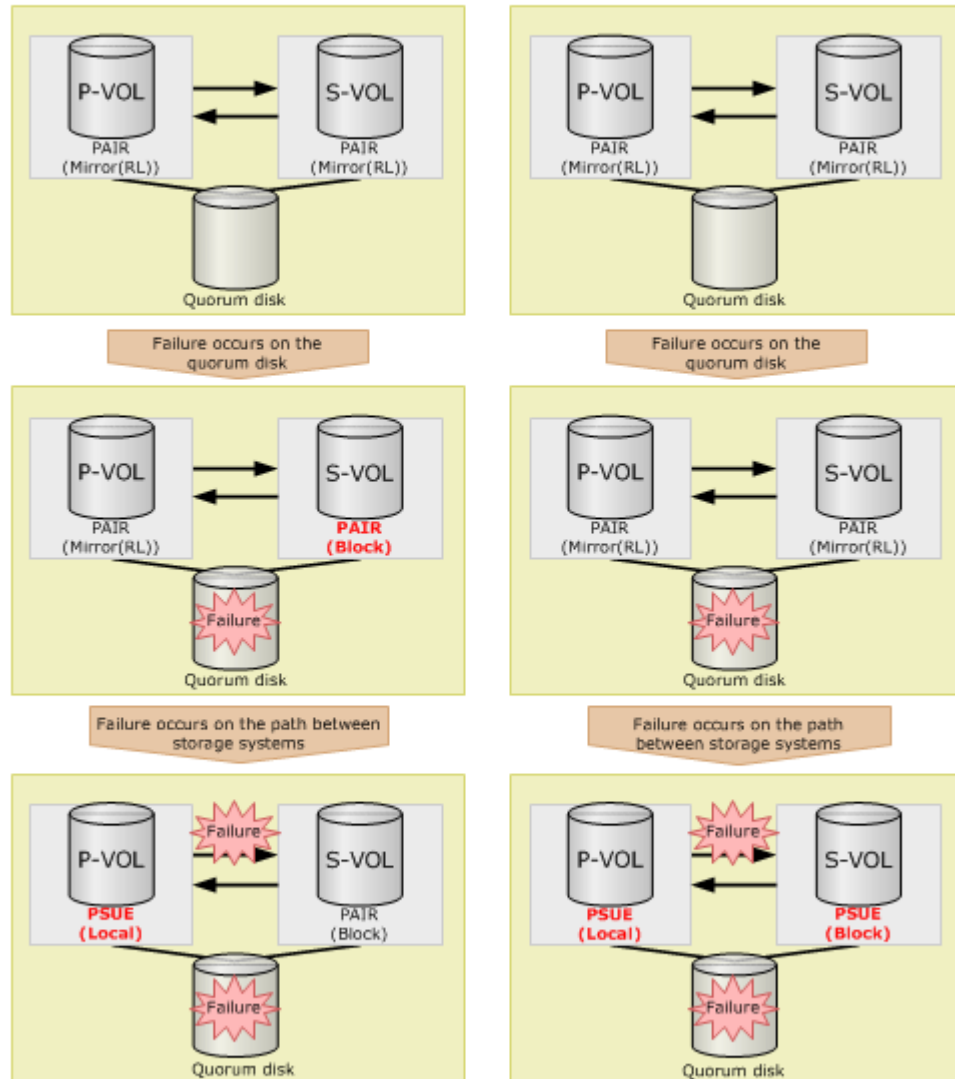 P-VOL
S-VOL
PAIR
(Mirror(RL))
PAIR
(Mirror(RL))
Quorum disk
P-VOL
S-VOL
PAIR
(Mirror(RL))
PAIR
(Mirror(RL))
Quorum disk
Failure occurs on the
quorum disk
Failure occurs on the
quorum disk
P-VOL
S-VOL
PAIR
(Mirror(RL))
PAIR
(Block)
Failure
Quorum disk
P-VOL
S-VOL
PAIR
(Mirror(RL))
PAIR
(Mirror(RL))
Failure
Quorum disk
Failure occurs on the path between
storage systems
Failure occurs on the path
between storage systems
Failure
P-VOL
S-VOL
PSUE
(Local)
PAIR
(Block)
Failure
Quorum disk
Failure
P-VOL
S-VOL
PSUE
(Local)
PSUE
(Block)
Failure
Quorum disk